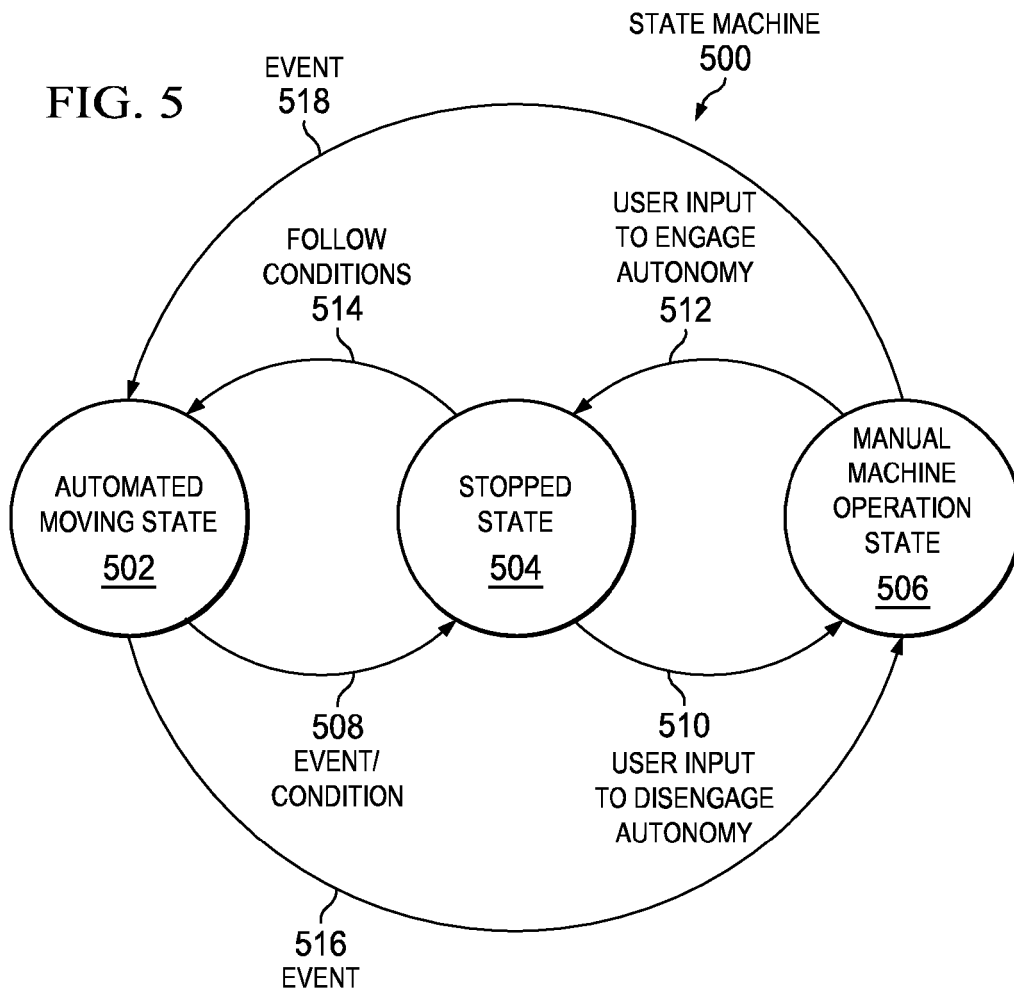 FIG. 5
STATE MACHINE
500
EVENT
518
FOLLOW
CONDITIONS
514
USER INPUT
TO ENGAGE
AUTONOMY
512
AUTOMATED
MOVING STATE
502
STOPPED
STATE
504
MANUAL
MACHINE
OPERATION
STATE
506
508
EVENT/
CONDITION
510
USER INPUT
TO DISENGAGE
AUTONOMY
516
EVENT